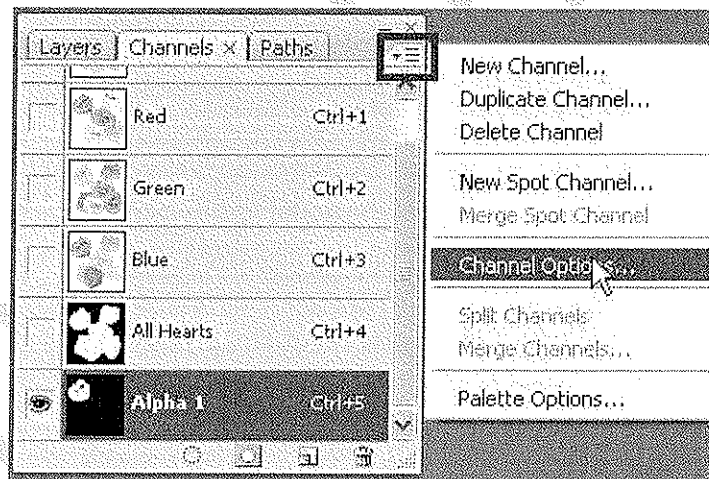 Layers Channels × Paths
Red Ctrl+1
Green Ctrl+2
Blue Ctrl+3
All Hearts Ctrl+4
Alpha 1 Ctrl+5
New Channel...
Duplicate Channel...
Delete Channel
New Spot Channel...
Merge Spot Channel
Channel Options...
Split Channels
Merge Channels...
Palette Options...